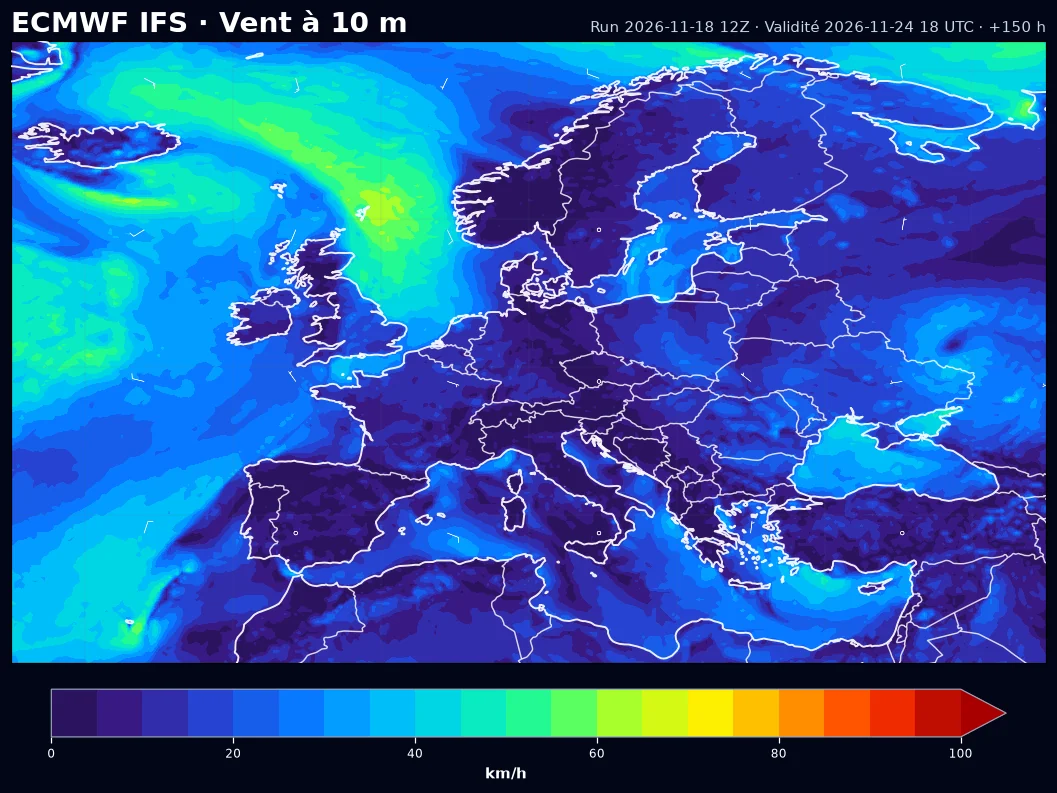 ECMWF IFS · Vent à 10 m
Run 2026-11-18 12Z · Validité 2026-11-24 18 UTC · +150 h
0 20 40 60 80 100
km/h